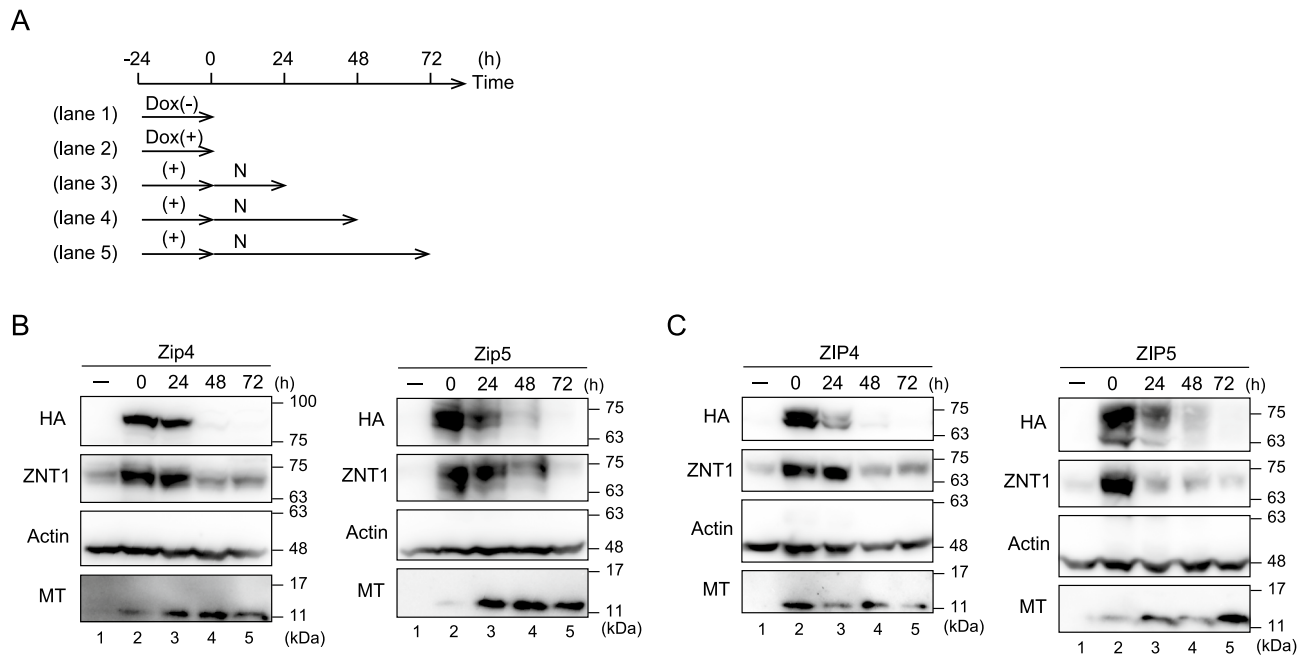 A
-24 0 24 48 72 (h)
Time
(lane 1) Dox(-)
(lane 2) Dox(+)
(lane 3) (+) N
(lane 4) (+) N
(lane 5) (+) N
B
Zip4
— 0 24 48 72 (h)
HA
100
75
ZNT1
75
63
Actin
63
48
MT
17
11
1 2 3 4 5 (kDa)
Zip5
— 0 24 48 72 (h)
HA
75
63
ZNT1
75
63
Actin
63
48
MT
17
11
1 2 3 4 5 (kDa)
C
ZIP4
— 0 24 48 72 (h)
HA
75
63
ZNT1
75
63
Actin
63
48
MT
17
11
1 2 3 4 5 (kDa)
ZIP5
— 0 24 48 72 (h)
HA
75
63
ZNT1
75
63
Actin
63
48
MT
17
11
1 2 3 4 5 (kDa)